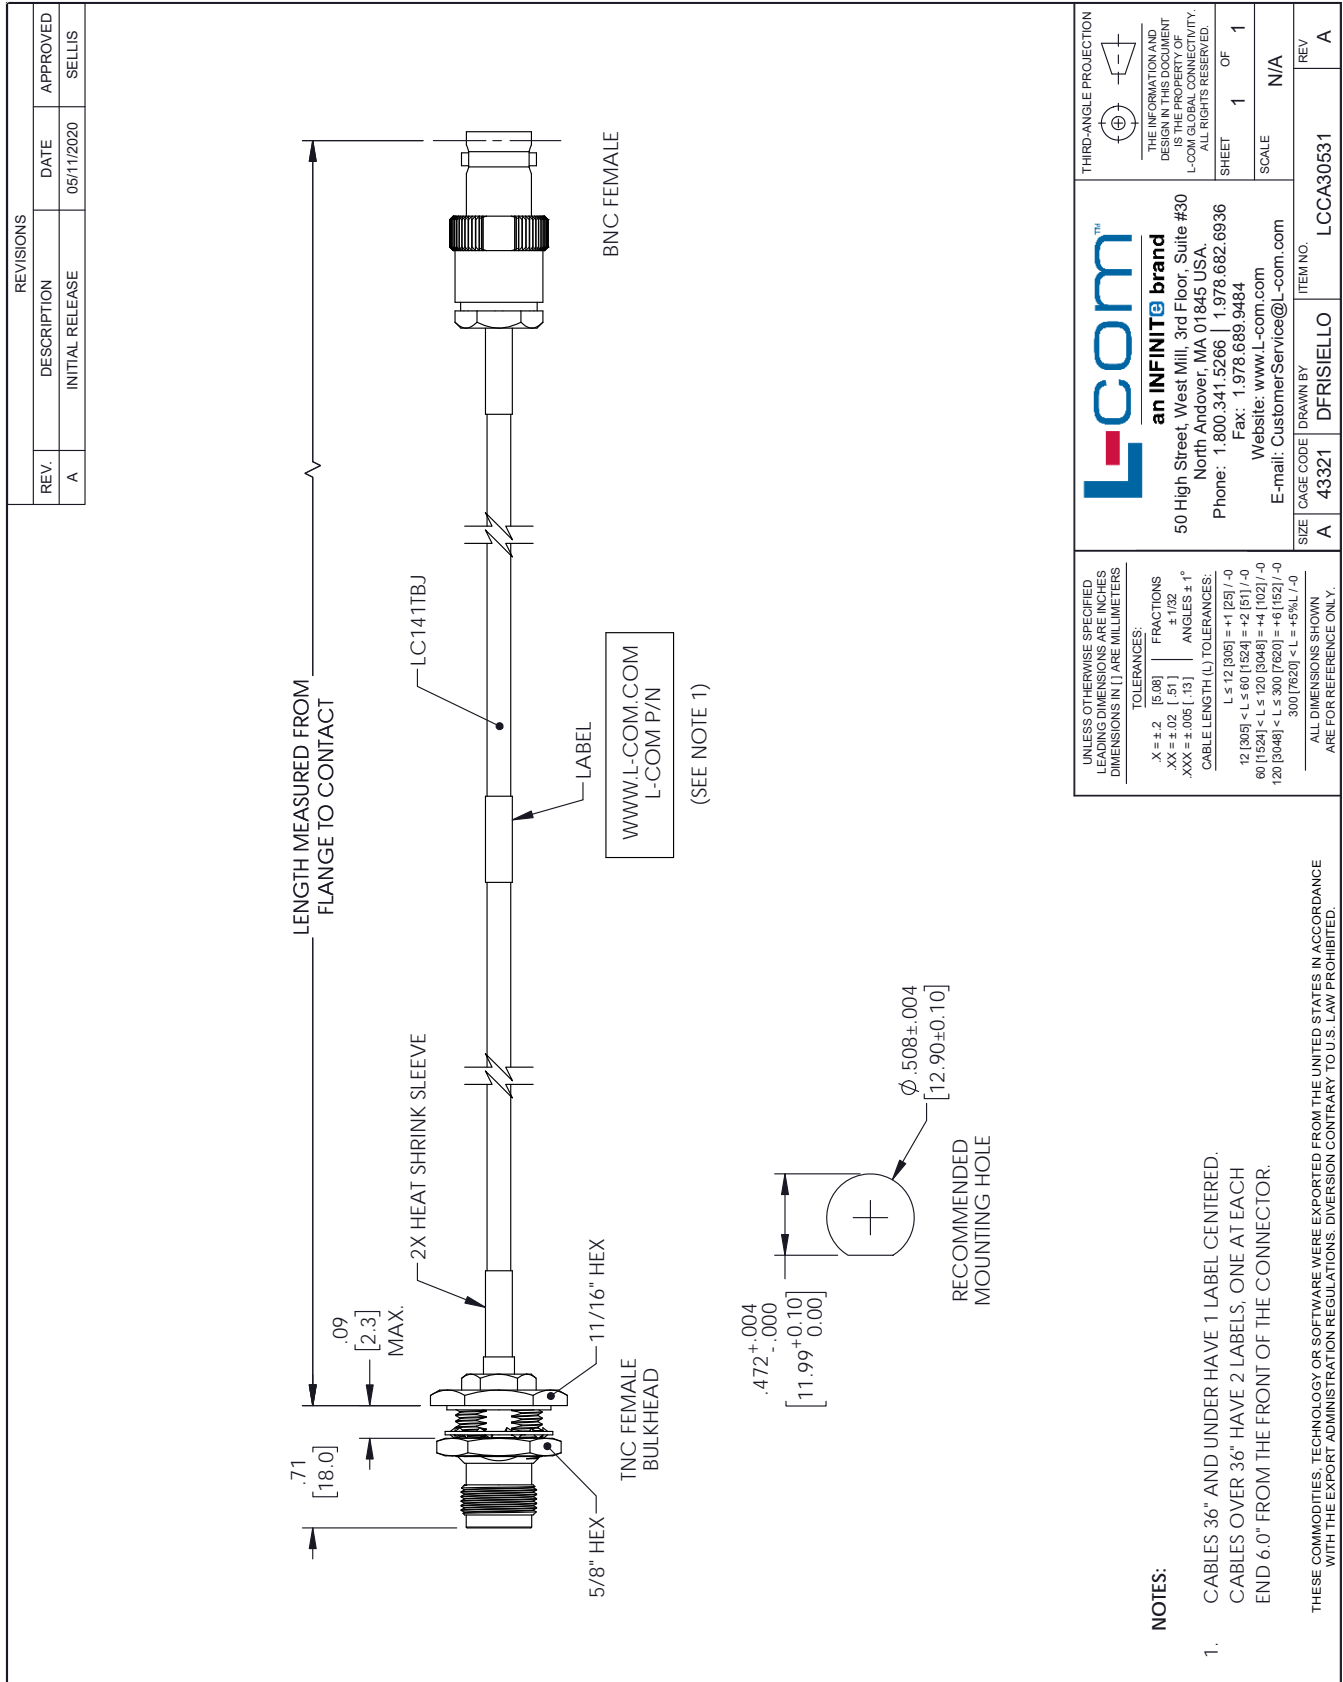 REVISIONS
REV. DESCRIPTION DATE APPROVED
A INITIAL RELEASE 05/11/2020 SELLIS
LENGTH MEASURED FROM
FLANGE TO CONTACT
.71
[18.0]
.09
[2.3]
MAX.
2X HEAT SHRINK SLEEVE
LC141TBJ
LABEL
WWW.L-COM.COM
L-COM P/N
(SEE NOTE 1)
5/8" HEX
11/16" HEX
TNC FEMALE
BULKHEAD
BNC FEMALE
.472 +.004
-.000
[11.99 +0.10
0.00]
Ø .508±.004
[12.90±0.10]
RECOMMENDED
MOUNTING HOLE
NOTES:
1. CABLES 36" AND UNDER HAVE 1 LABEL CENTERED.
CABLES OVER 36" HAVE 2 LABELS, ONE AT EACH
END 6.0" FROM THE FRONT OF THE CONNECTOR.
THESE COMMODITIES, TECHNOLOGY OR SOFTWARE WERE EXPORTED FROM THE UNITED STATES IN ACCORDANCE
WITH THE EXPORT ADMINISTRATION REGULATIONS. DIVERSION CONTRARY TO U.S. LAW PROHIBITED.
UNLESS OTHERWISE SPECIFIED
LEADING DIMENSIONS ARE INCHES
DIMENSIONS IN [ ] ARE MILLIMETERS
TOLERANCES:
.X = ±.2 [5.08] FRACTIONS
.XX = ±.02 [ .51 ] ± 1/32
.XXX = ±.005 [ .13 ] ANGLES ± 1°
CABLE LENGTH (L) TOLERANCES:
L ≤ 12 [305] = +1 [25] / -0
12 [305] < L ≤ 60 [1524] = +2 [51] / -0
60 [1524] < L ≤ 120 [3048] = +4 [102] / -0
120 [3048] < L ≤ 300 [7620] = +6 [152] / -0
300 [7620] < L = +5%L / -0
ALL DIMENSIONS SHOWN
ARE FOR REFERENCE ONLY.
L-com™
an INFINITe brand
50 High Street, West Mill, 3rd Floor, Suite #30
North Andover, MA 01845 USA.
Phone: 1.800.341.5266 | 1.978.682.6936
Fax: 1.978.689.9484
Website: www.L-com.com
E-mail: CustomerService@L-com.com
THIRD-ANGLE PROJECTION
THE INFORMATION AND
DESIGN IN THIS DOCUMENT
IS THE PROPERTY OF
L-COM GLOBAL CONNECTIVITY.
ALL RIGHTS RESERVED.
SHEET 1 OF 1
SCALE N/A
SIZE A
CAGE CODE 43321
DRAWN BY DFRISIELLO
ITEM NO. LCCA30531
REV A